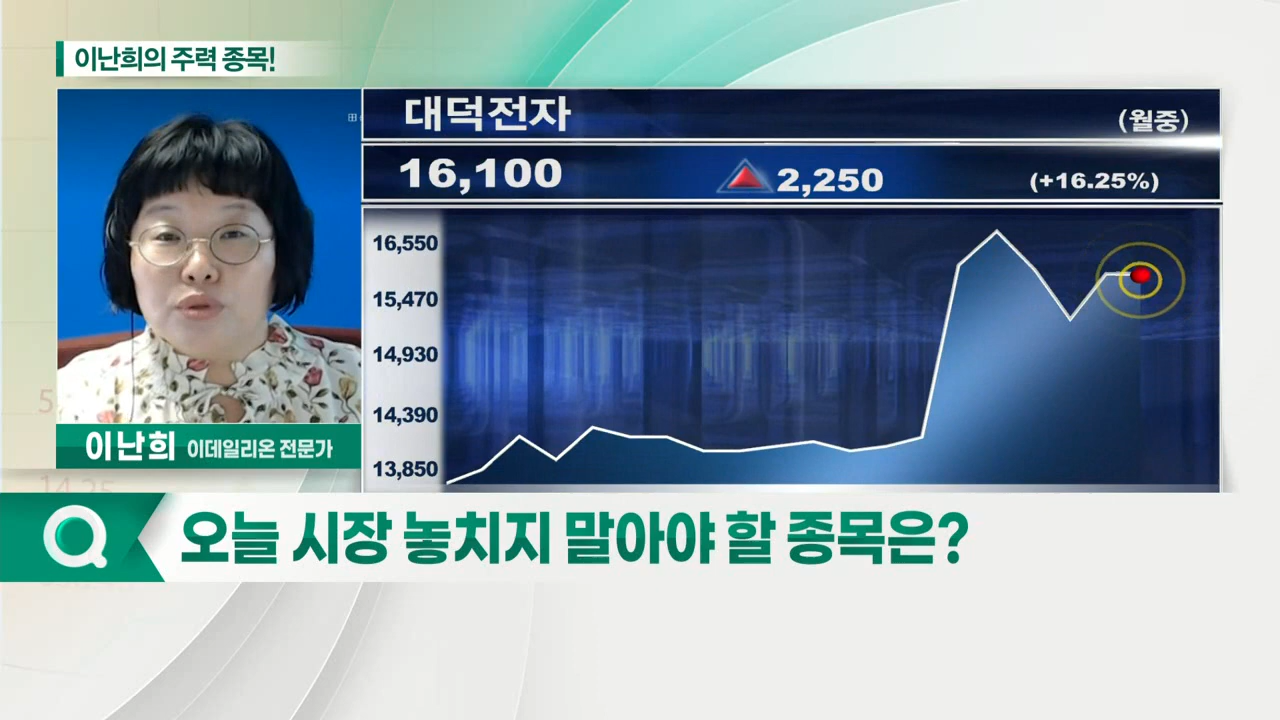 이난희의 주력 종목!
대덕전자
(월중)
16,100
2,250
(+16.25%)
16,550
15,470
14,930
14,390
13,850
이난희 이데일리온 전문가
오늘 시장 놓치지 말아야 할 종목은?